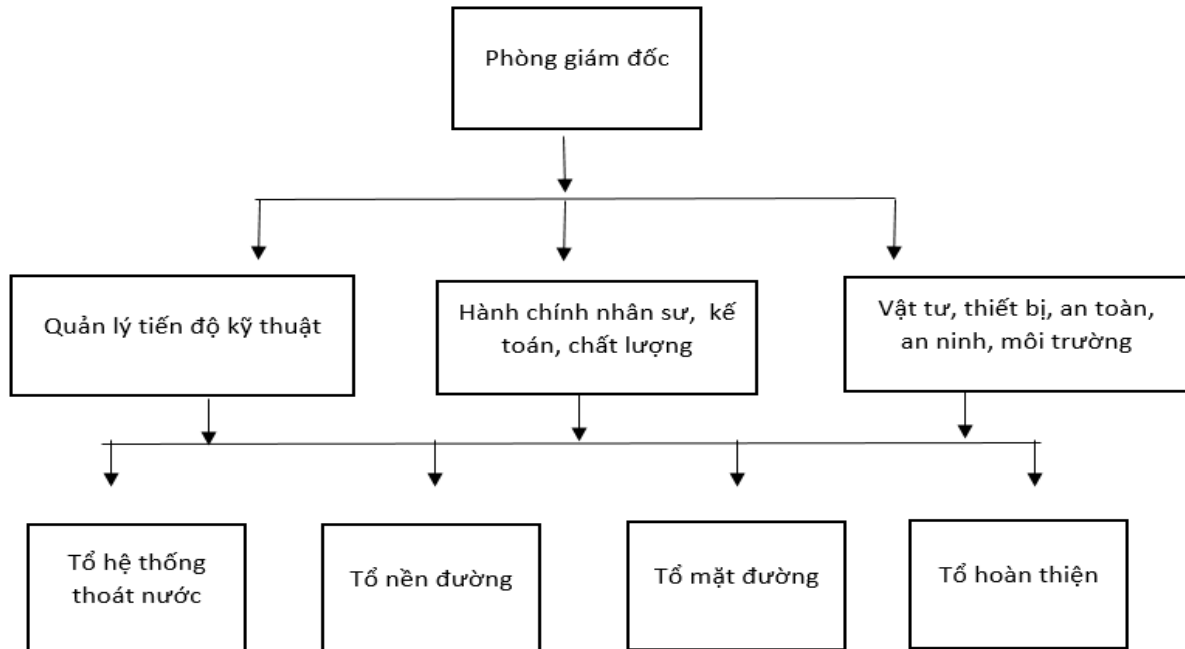 Phòng giám đốc
Quản lý tiến độ kỹ thuật
Hành chính nhân sư, kế
toán, chất lượng
Vật tư, thiết bị, an toàn,
an ninh, môi trường
Tổ hệ thống
thoát nước
Tổ nền đường
Tổ mặt đường
Tổ hoàn thiện